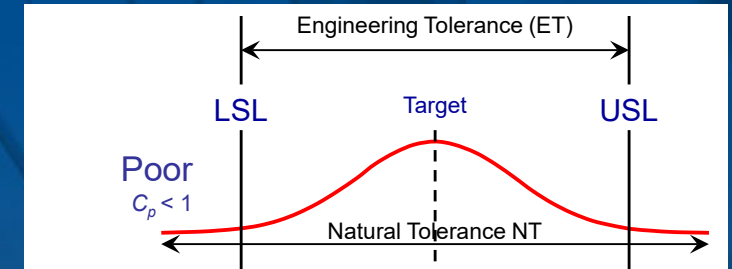 Engineering Tolerance (ET)
LSL
Target
USL
Poor
Cp < 1
Natural Tolerance NT